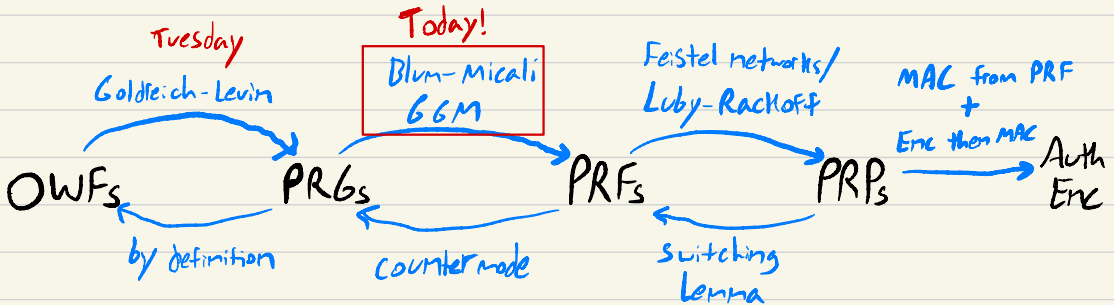 Tuesday
Today!
Goldreich-Levin
Blum-Micali
GGM
Feistel networks/
Luby-Rackoff
MAC from PRF
+
Enc then MAC
OWFs
PRGs
PRFs
PRPs
Auth
Enc
by definition
counter mode
switching
Lemma